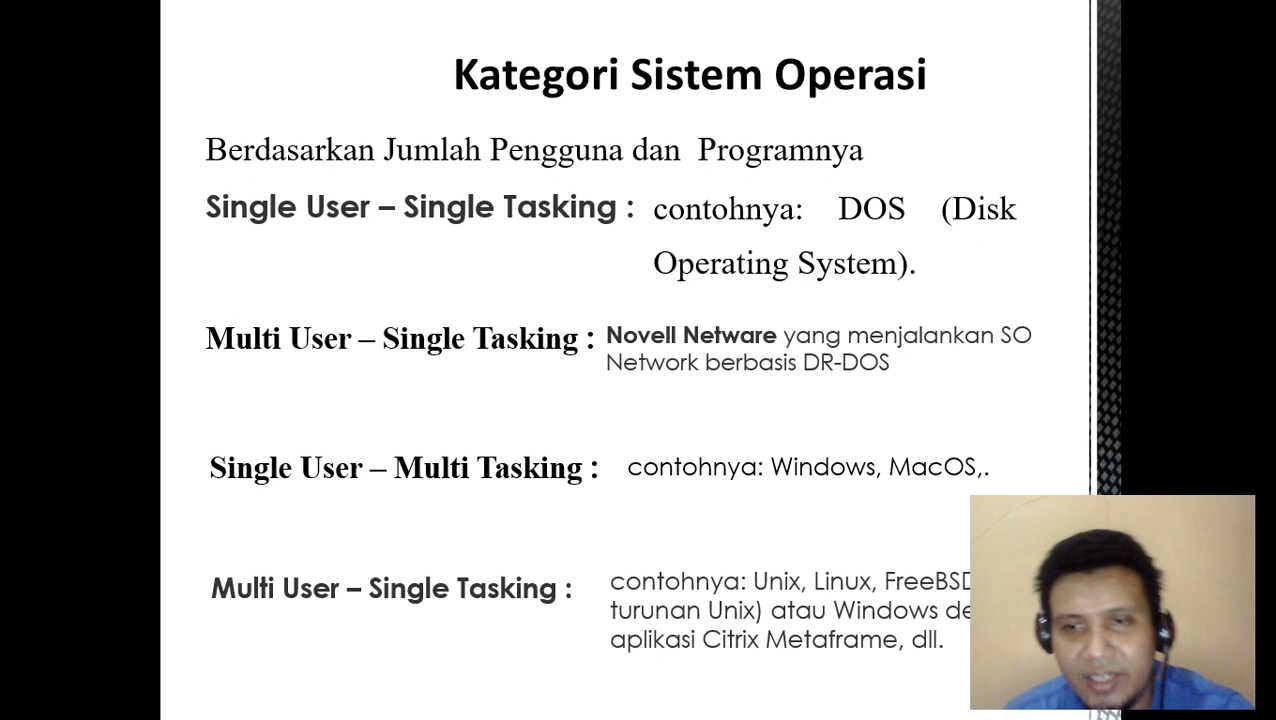 Kategori Sistem Operasi
Berdasarkan Jumlah Pengguna dan Programnya
Single User – Single Tasking : contohnya: DOS (Disk
Operating System).
Multi User – Single Tasking : Novell Netware yang menjalankan SO
Network berbasis DR-DOS
Single User – Multi Tasking : contohnya: Windows, MacOS,.
Multi User – Single Tasking : contohnya: Unix, Linux, FreeBSD
turunan Unix) atau Windows
aplikasi Citrix Metaframe, dll.